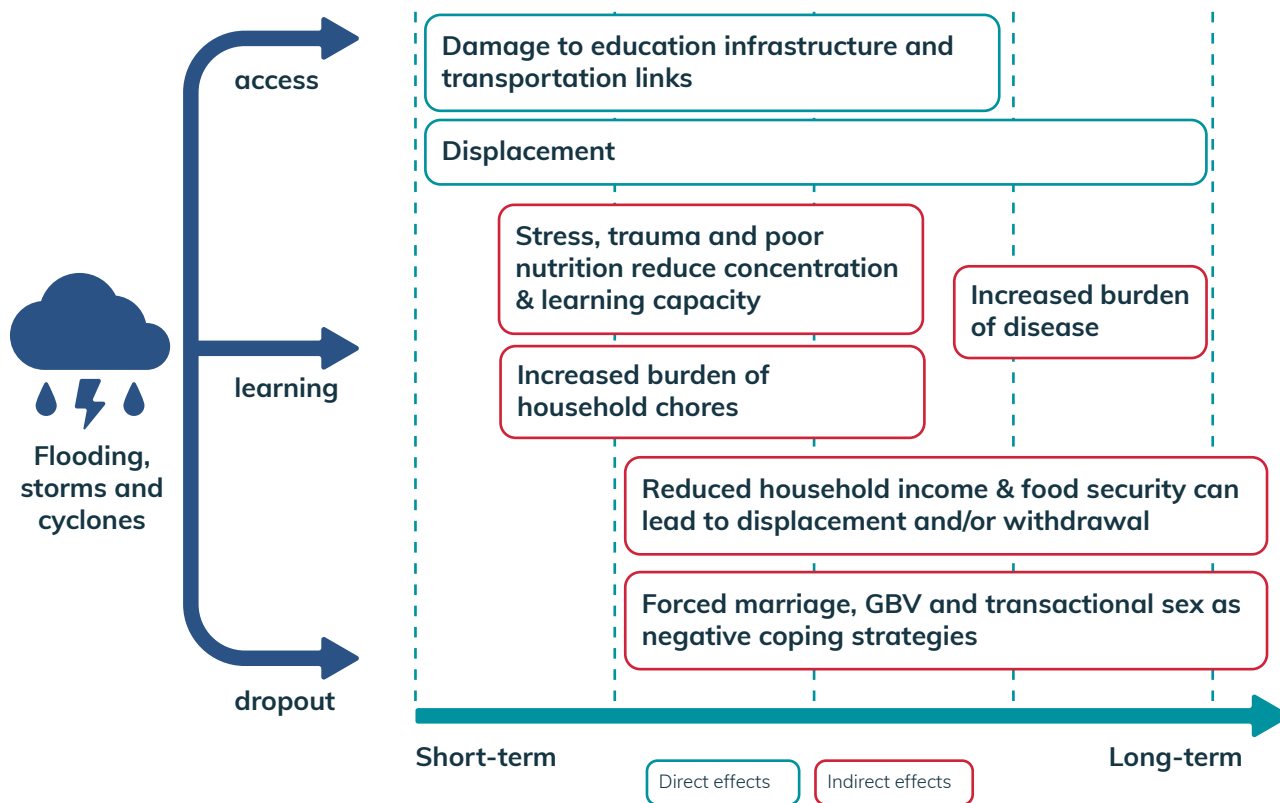 access
Damage to education infrastructure and
transportation links
Displacement
Stress, trauma and poor
nutrition reduce concentration
& learning capacity
Increased burden
of disease
learning
Increased burden of
household chores
Flooding,
storms and
cyclones
Reduced household income & food security can
lead to displacement and/or withdrawal
Forced marriage, GBV and transactional sex as
negative coping strategies
dropout
Short-term
Long-term
Direct effects
Indirect effects